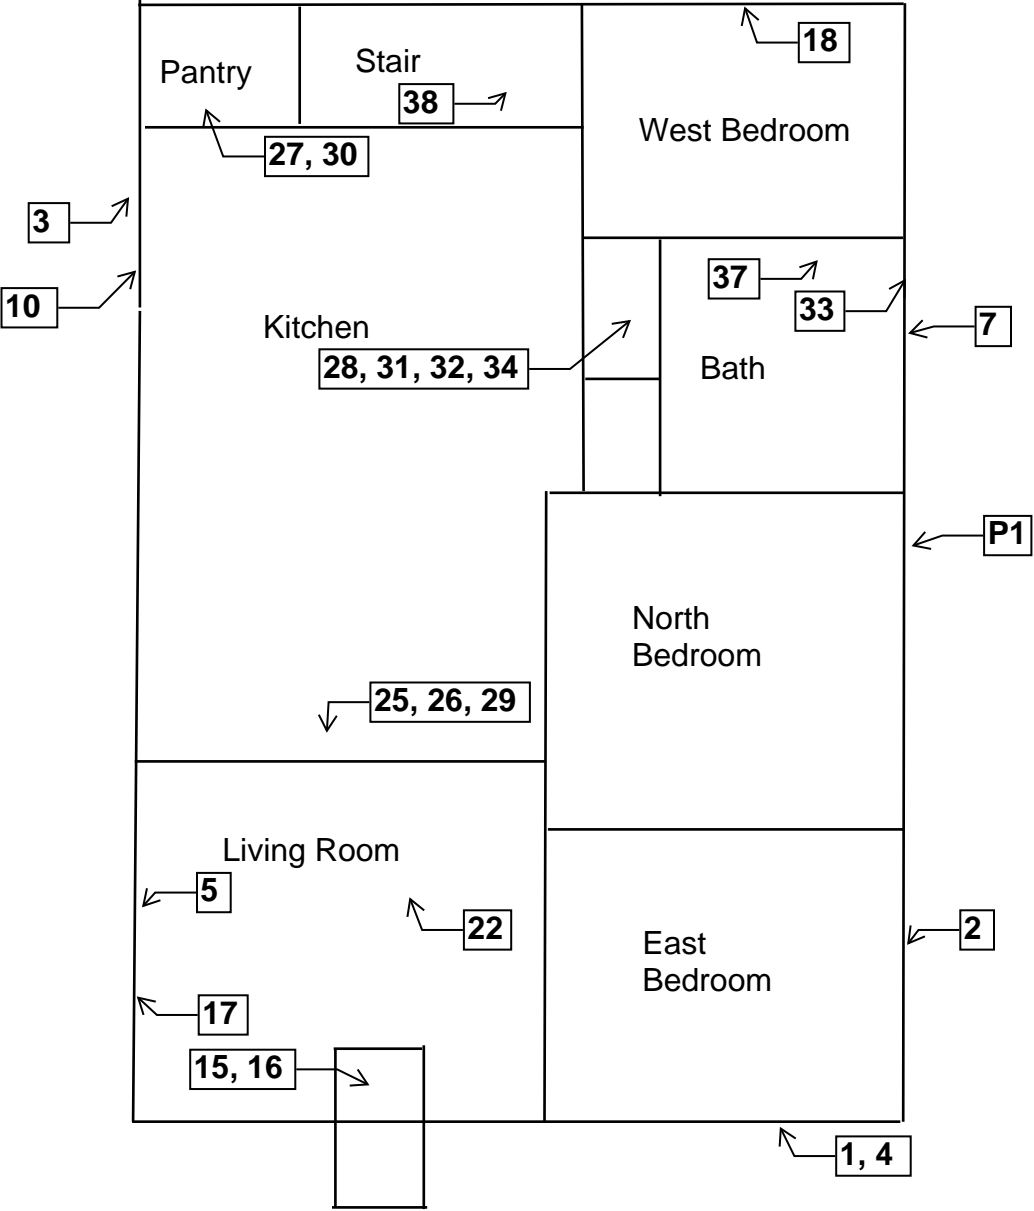 18
Pantry
Stair
38
West Bedroom
27, 30
3
10
37
33
7
Kitchen
28, 31, 32, 34
Bath
P1
North
Bedroom
25, 26, 29
Living Room
5
22
2
East
Bedroom
17
15, 16
1, 4